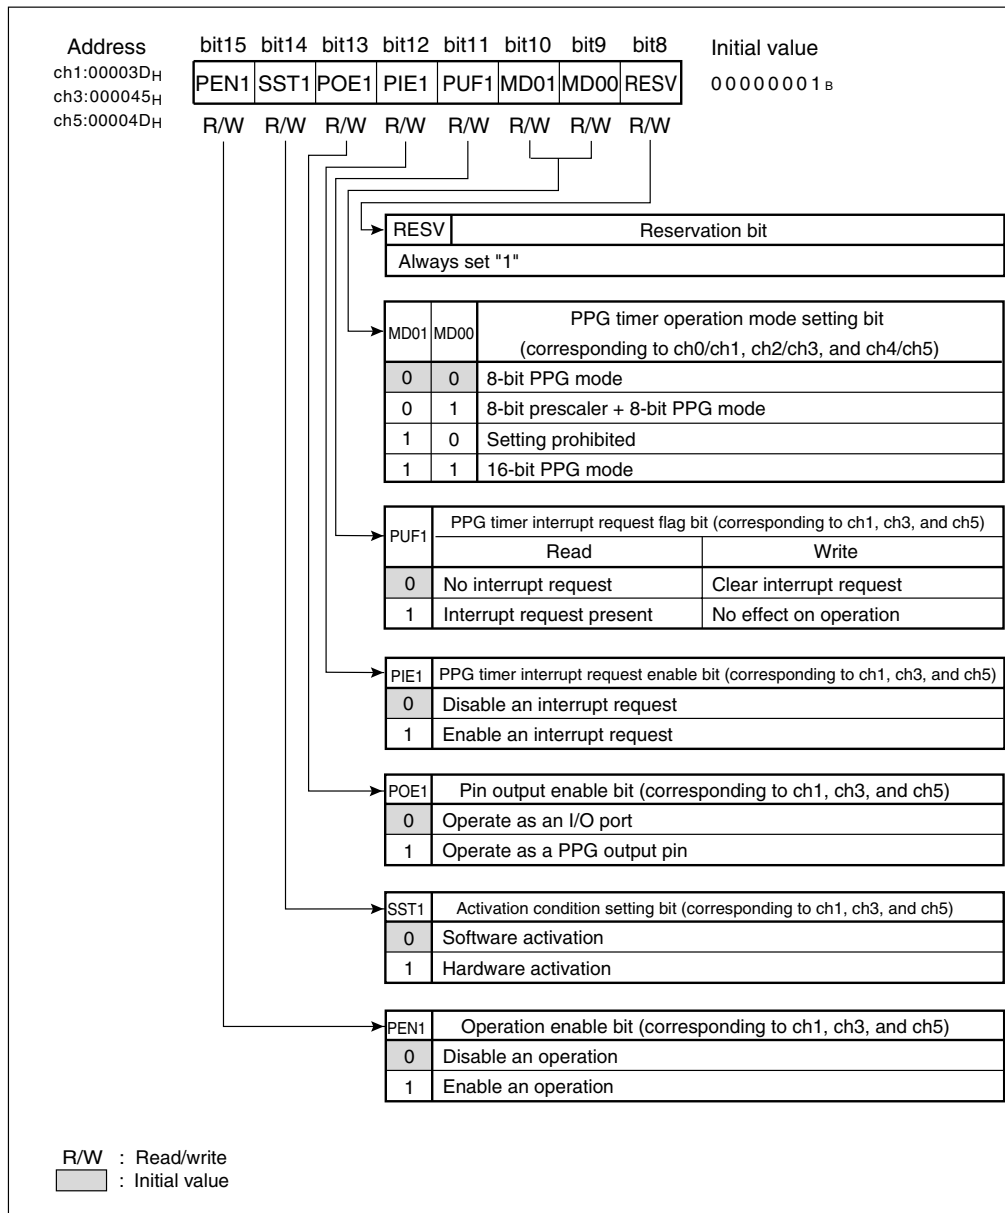 Address bit15 bit14 bit13 bit12 bit11 bit10 bit9 bit8 Initial value
ch1:00003DH
ch3:000045H
ch5:00004DH
PEN1 SST1 POE1 PIE1 PUF1 MD01 MD00 RESV 00000001B
R/W R/W R/W R/W R/W R/W R/W R/W
RESV Reservation bit
Always set "1"
MD01 MD00 PPG timer operation mode setting bit
(corresponding to ch0/ch1, ch2/ch3, and ch4/ch5)
0 0 8-bit PPG mode
0 1 8-bit prescaler + 8-bit PPG mode
1 0 Setting prohibited
1 1 16-bit PPG mode
PUF1 PPG timer interrupt request flag bit (corresponding to ch1, ch3, and ch5)
Read Write
0 No interrupt request Clear interrupt request
1 Interrupt request present No effect on operation
PIE1 PPG timer interrupt request enable bit (corresponding to ch1, ch3, and ch5)
0 Disable an interrupt request
1 Enable an interrupt request
POE1 Pin output enable bit (corresponding to ch1, ch3, and ch5)
0 Operate as an I/O port
1 Operate as a PPG output pin
SST1 Activation condition setting bit (corresponding to ch1, ch3, and ch5)
0 Software activation
1 Hardware activation
PEN1 Operation enable bit (corresponding to ch1, ch3, and ch5)
0 Disable an operation
1 Enable an operation
R/W : Read/write
: Initial value